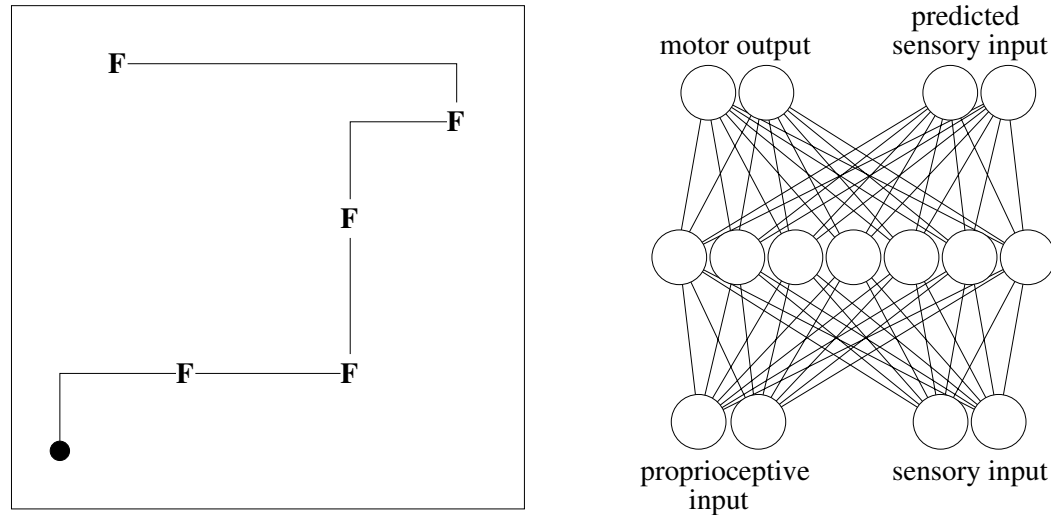 F
F
F
F
F
motor output
predicted
sensory input
proprioceptive
input
sensory input